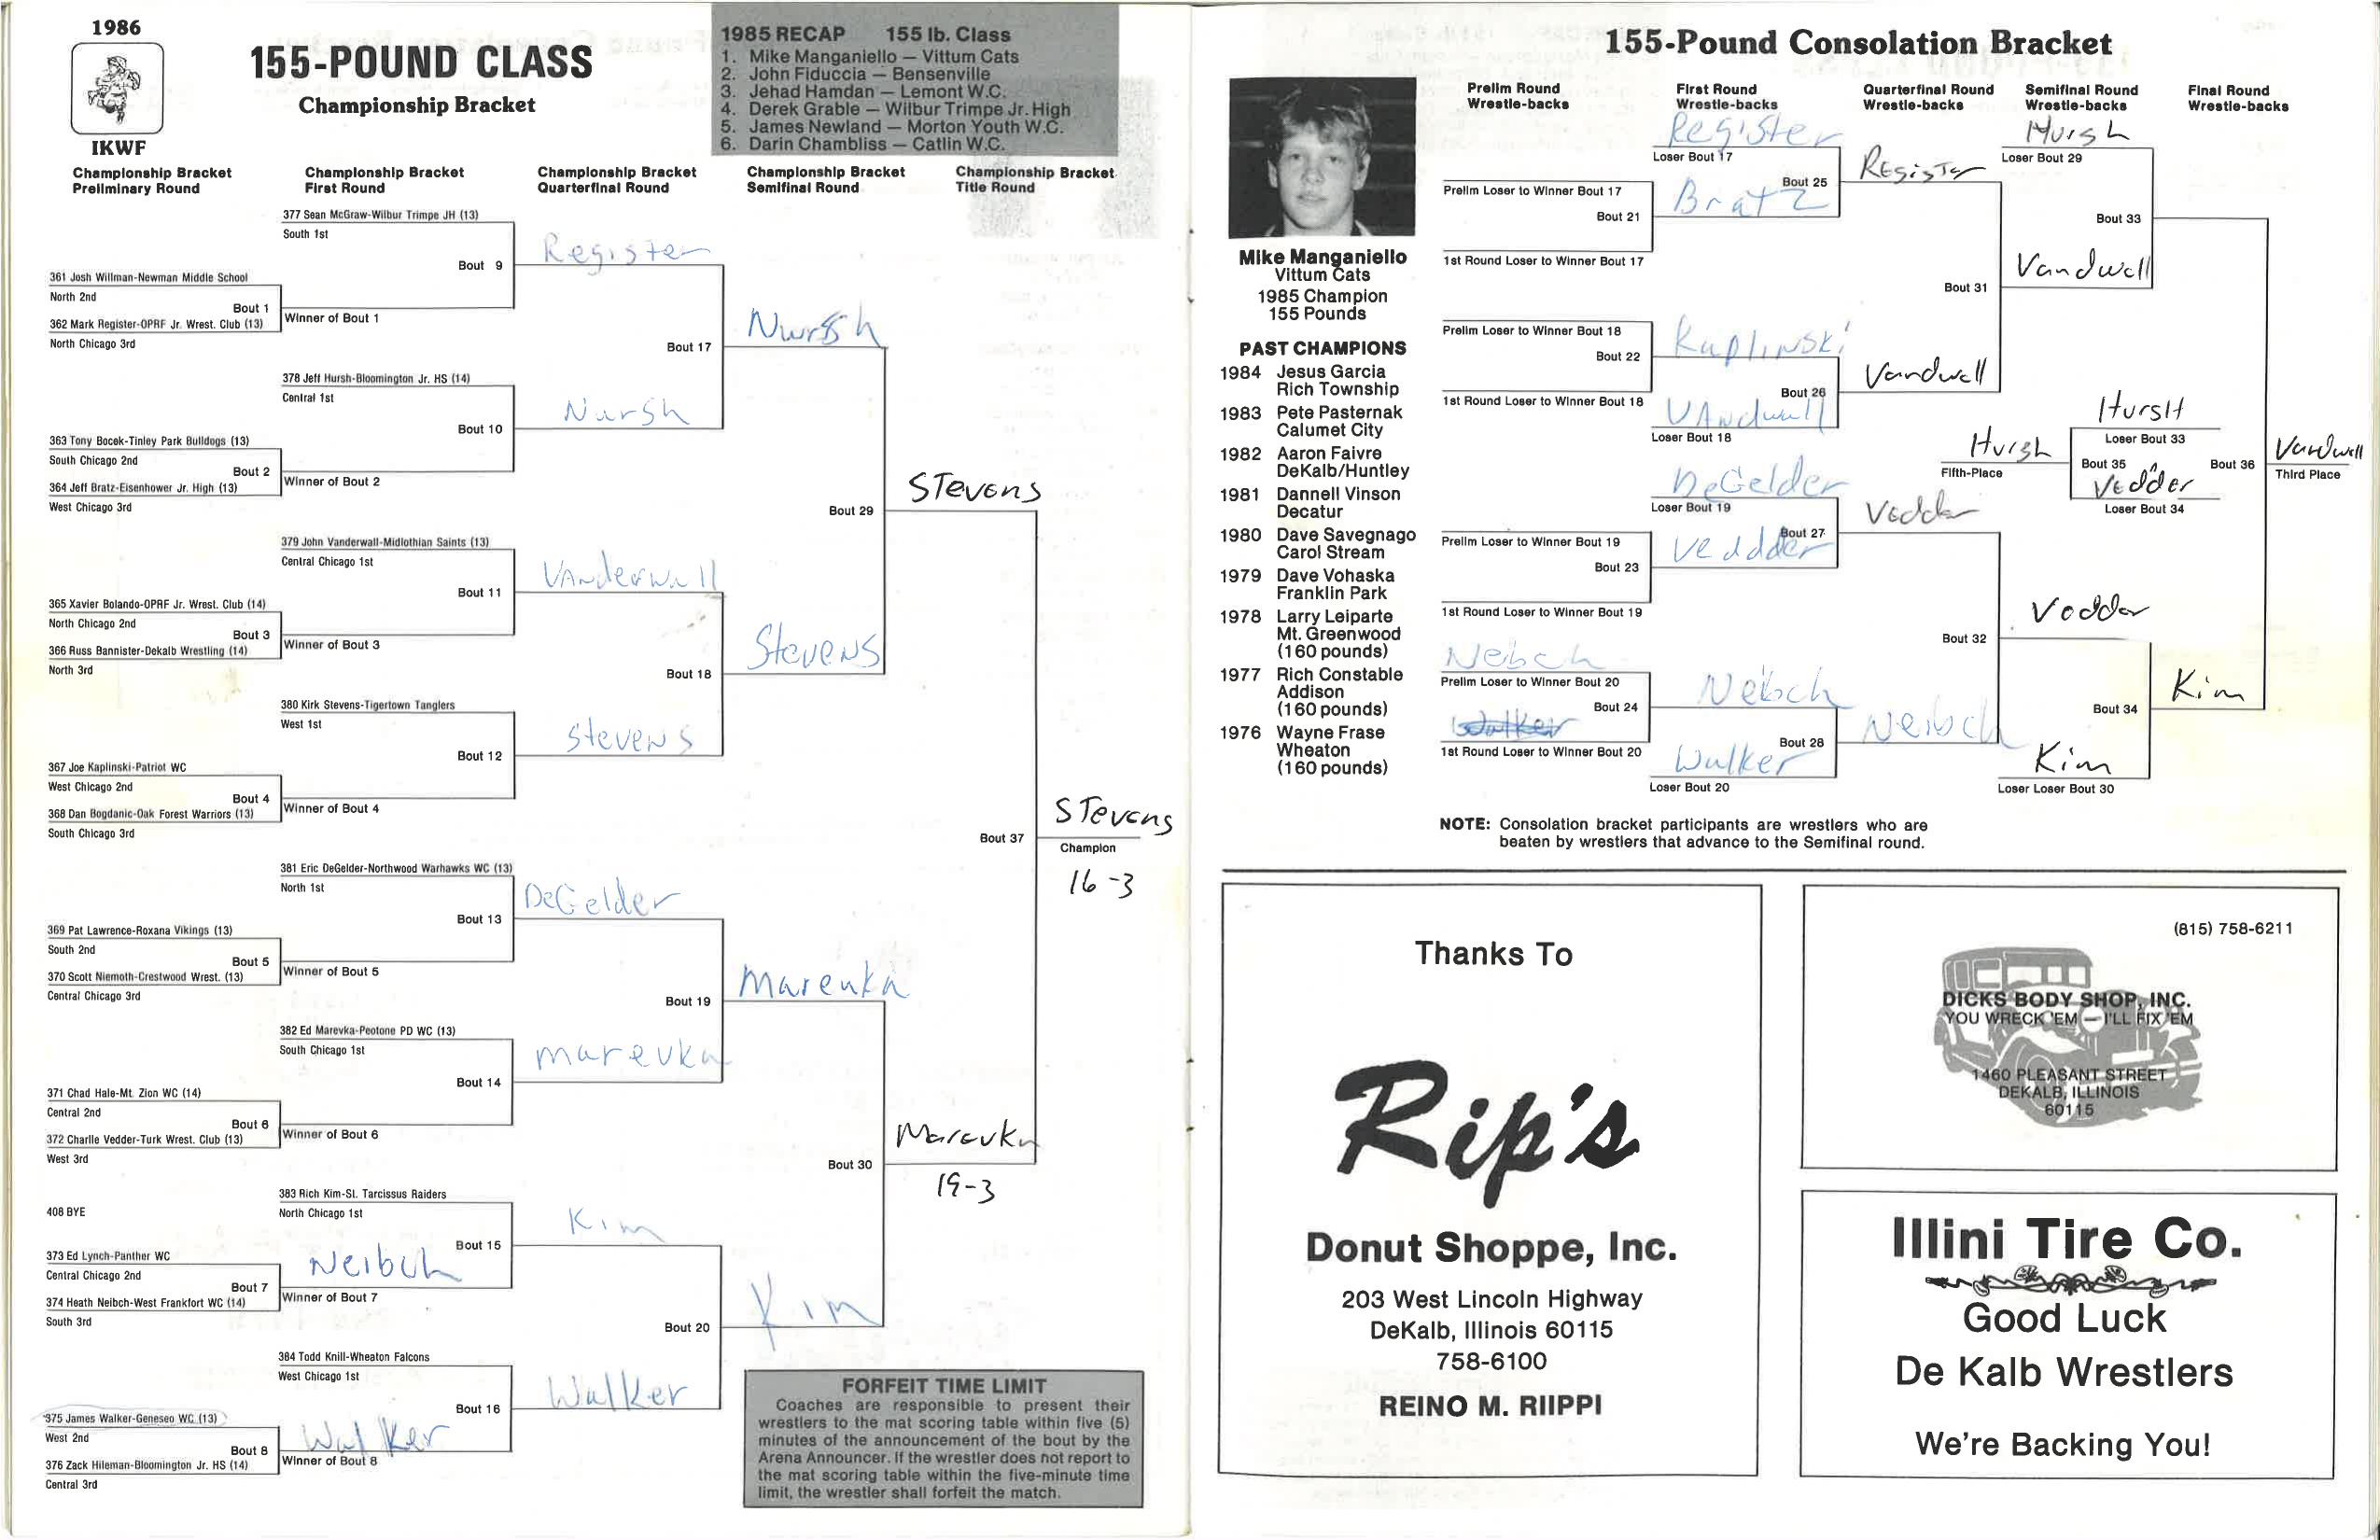 1986
IKWF
155-POUND CLASS
Championship Bracket
1985 RECAP 155 lb. Class
1. Mike Manganiello — Vittum Cats
2. John Fiduccia — Bensenville
3. Jehad Hamdan — Lemont W.C.
4. Derek Grable — Wilbur Trimpe Jr. High
5. James Newland — Morton Youth W.C.
6. Darin Chambliss — Catlin W.C.
Championship Bracket
Preliminary Round
Championship Bracket
First Round
Championship Bracket
Quarterfinal Round
Championship Bracket
Semifinal Round
Championship Bracket
Title Round
377 Sean McGraw-Wilbur Trimpe JH (13)
South 1st
Bout 9
Register
361 Josh Willman-Newman Middle School
North 2nd
Bout 1
362 Mark Register-OPRF Jr. Wrest. Club (13)
North Chicago 3rd
Winner of Bout 1
Bout 17
Nursh
378 Jeff Hursh-Bloomington Jr. HS (14)
Central 1st
Bout 10
Nursh
363 Tony Bocek-Tinley Park Bulldogs (13)
South Chicago 2nd
Bout 2
364 Jeff Bratz-Eisenhower Jr. High (13)
West Chicago 3rd
Winner of Bout 2
Bout 29
STevens
379 John Vanderwall-Midlothian Saints (13)
Central Chicago 1st
Bout 11
VAnderwall
365 Xavier Bolando-OPRF Jr. Wrest. Club (14)
North Chicago 2nd
Bout 3
366 Russ Bannister-Dekalb Wrestling (14)
North 3rd
Winner of Bout 3
Bout 18
Stevens
380 Kirk Stevens-Tigertown Tanglers
West 1st
Bout 12
Stevens
367 Joe Kaplinski-Patriot WC
West Chicago 2nd
Bout 4
368 Dan Bogdanic-Oak Forest Warriors (13)
South Chicago 3rd
Winner of Bout 4
Bout 37
STevens
Champion
16-3
381 Eric DeGelder-Northwood Warhawks WC (13)
North 1st
Bout 13
DeGelder
369 Pat Lawrence-Roxana Vikings (13)
South 2nd
Bout 5
370 Scott Niemoth-Crestwood Wrest. (13)
Central Chicago 3rd
Winner of Bout 5
Bout 19
Marevka
382 Ed Marevka-Peotone PD WC (13)
South Chicago 1st
Bout 14
Marevka
371 Chad Hale-Mt. Zion WC (14)
Central 2nd
Bout 6
372 Charlie Vedder-Turk Wrest. Club (13)
West 3rd
Winner of Bout 6
Bout 30
Marevka
19-3
408 BYE
383 Rich Kim-St. Tarcissus Raiders
North Chicago 1st
Bout 15
Kim
373 Ed Lynch-Panther WC
Central Chicago 2nd
Bout 7
374 Heath Neibch-West Frankfort WC (14)
South 3rd
Neibch
Winner of Bout 7
Bout 20
Kim
384 Todd Knill-Wheaton Falcons
West Chicago 1st
Bout 16
Walker
375 James Walker-Geneseo WC (13)
West 2nd
Bout 8
376 Zack Hileman-Bloomington Jr. HS (14)
Central 3rd
Walker
Winner of Bout 8
FORFEIT TIME LIMIT
Coaches are responsible to present their
wrestlers to the mat scoring table within five (5)
minutes of the announcement of the bout by the
Arena Announcer. If the wrestler does not report to
the mat scoring table within the five-minute time
limit, the wrestler shall forfeit the match.
155-Pound Consolation Bracket
Prelim Round
Wrestle-backs
First Round
Wrestle-backs
Quarterfinal Round
Wrestle-backs
Semifinal Round
Wrestle-backs
Final Round
Wrestle-backs
Mike Manganiello
Vittum Cats
1985 Champion
155 Pounds
PAST CHAMPIONS
1984 Jesus Garcia
Rich Township
1983 Pete Pasternak
Calumet City
1982 Aaron Faivre
DeKalb/Huntley
1981 Dannell Vinson
Decatur
1980 Dave Savegnago
Carol Stream
1979 Dave Vohaska
Franklin Park
1978 Larry Leiparte
Mt. Greenwood
(160 pounds)
1977 Rich Constable
Addison
(160 pounds)
1976 Wayne Frase
Wheaton
(160 pounds)
Register
Loser Bout 17
Bout 25
Register
Prelim Loser to Winner Bout 17
Bout 21
Bratz
1st Round Loser to Winner Bout 17
Hursh
Loser Bout 29
Bout 33
Bout 31
Vandwall
Prelim Loser to Winner Bout 18
Bout 22
Kaplinski
1st Round Loser to Winner Bout 18
Bout 26
Vandwall
VAndwall
Loser Bout 18
Hursh
Fifth-Place
HursH
Loser Bout 33
Bout 35
Vedder
Loser Bout 34
Bout 36
Vandwall
Third Place
DeGelder
Loser Bout 19
Bout 27
Vedder
Prelim Loser to Winner Bout 19
Bout 23
Veddder
1st Round Loser to Winner Bout 19
Bout 32
Vedder
Neibch
Prelim Loser to Winner Bout 20
Bout 24
Neibch
Walker
1st Round Loser to Winner Bout 20
Bout 28
Neibch
Walker
Loser Bout 20
Bout 34
Kim
Kim
Loser Loser Bout 30
NOTE: Consolation bracket participants are wrestlers who are
beaten by wrestlers that advance to the Semifinal round.
Thanks To
Rip's
Donut Shoppe, Inc.
203 West Lincoln Highway
DeKalb, Illinois 60115
758-6100
REINO M. RIIPPI
(815) 758-6211
DICKS BODY SHOP, INC.
YOU WRECK 'EM — I'LL FIX 'EM
1460 PLEASANT STREET
DEKALB, ILLINOIS
60115
Illini Tire Co.
Good Luck
De Kalb Wrestlers
We're Backing You!